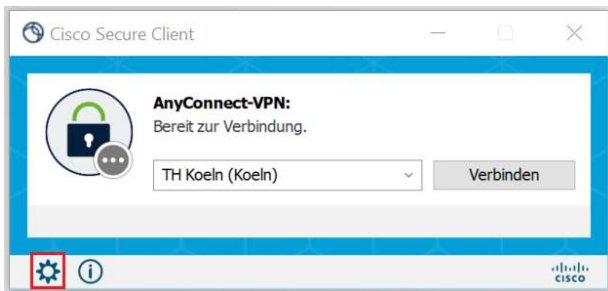 Cisco Secure Client
AnyConnect-VPN:
Bereit zur Verbindung.
TH Koeln (Koeln)
Verbinden
CISCO